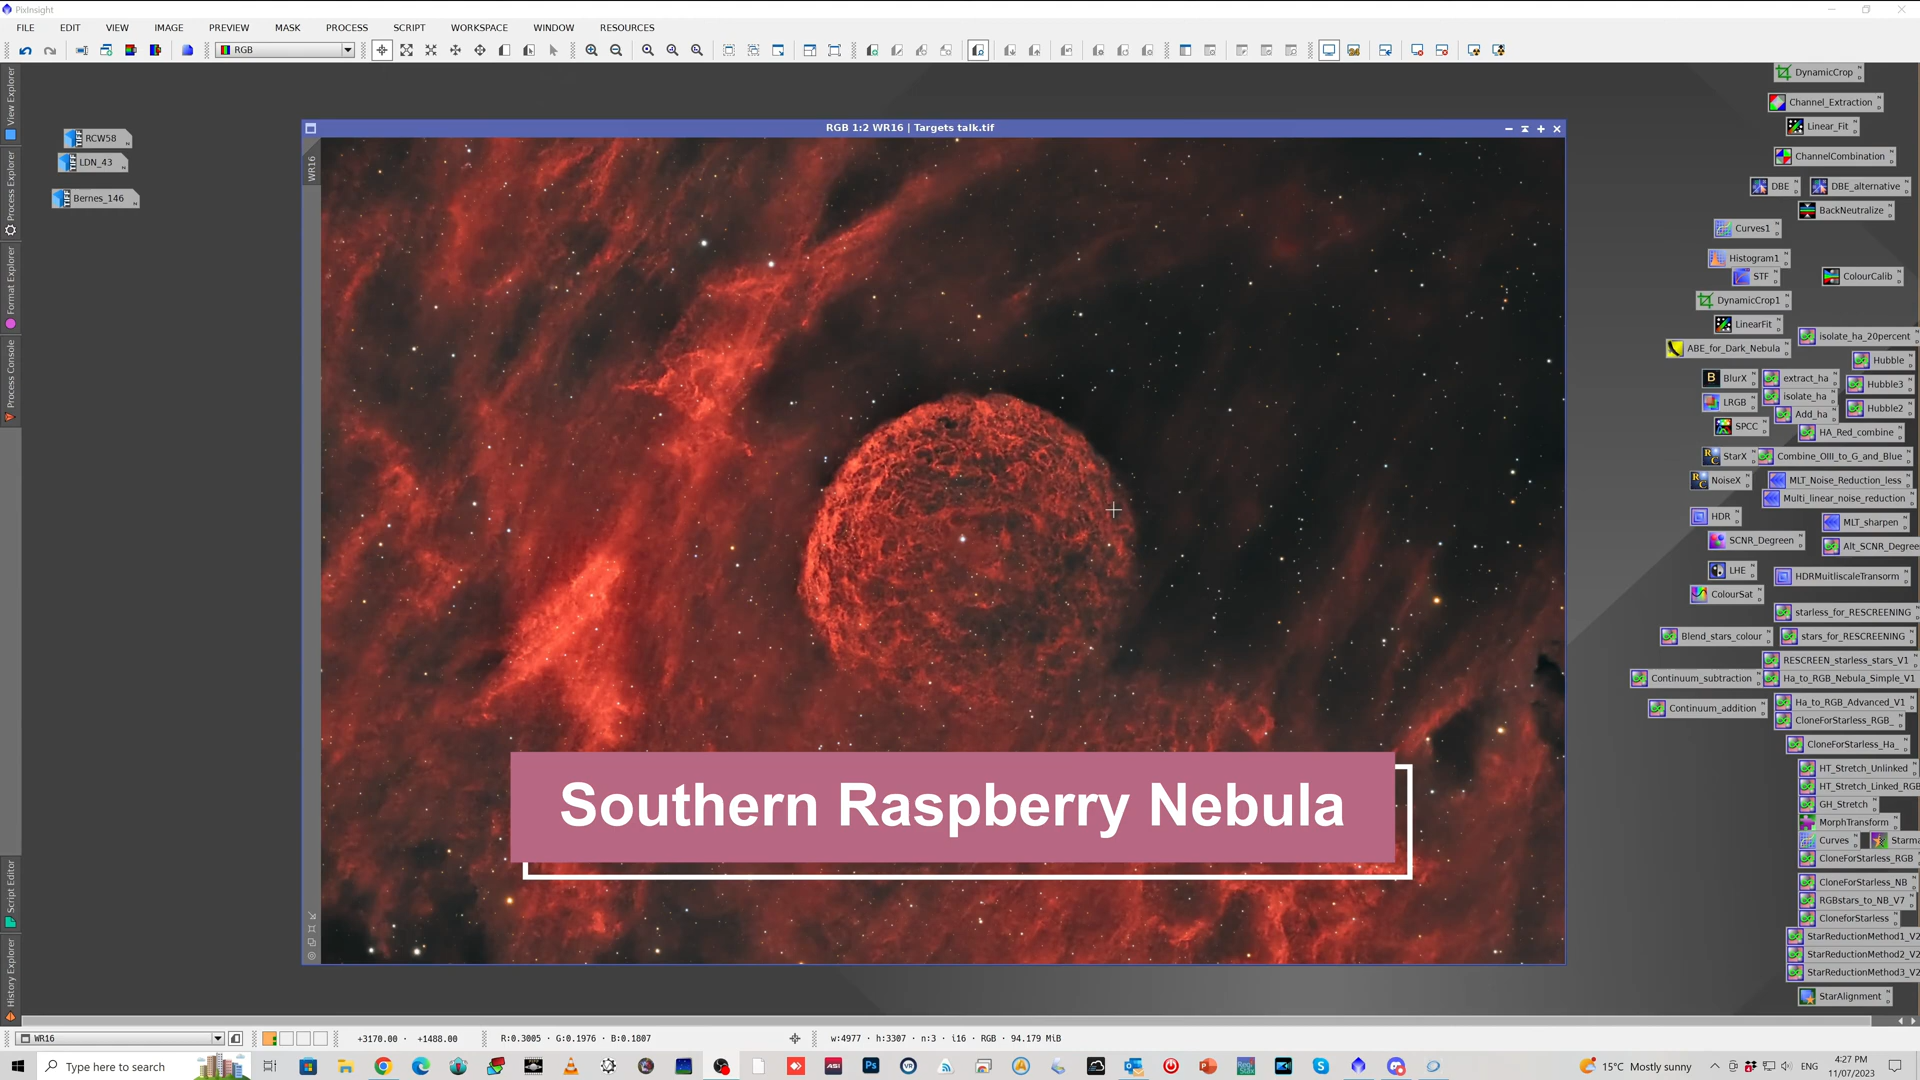 PixInsight
FILE EDIT VIEW IMAGE PREVIEW MASK PROCESS SCRIPT WORKSPACE WINDOW RESOURCES
RGB
View Explorer
Process Explorer
Format Explorer
Process Console
Script Editor
History Explorer
RCW58
LDN_43
Bernes_146
RGB 1:2 WR16 | Targets talk.tif
WR16
Southern Raspberry Nebula
DynamicCrop
Channel_Extraction
Linear_Fit
ChannelCombination
DBE DBE_alternative
BackNeutralize
Curves1
Histogram1
STF ColourCalib
DynamicCrop1
LinearFit
isolate_ha_20percent
ABE_for_Dark_Nebula
Hubble
BlurX extract_ha Hubble3
LRGB isolate_ha
Add_ha Hubble2
SPCC HA_Red_combine
StarX Combine_OIII_to_G_and_Blue
NoiseX MLT_Noise_Reduction_less
Multi_linear_noise_reduction
HDR MLT_sharpen
SCNR_Degreen Alt_SCNR_Degree
LHE HDRMuitliscaleTransorm
ColourSat
starless_for_RESCREENING
Blend_stars_colour stars_for_RESCREENING
RESCREEN_starless_stars_V1
Continuum_subtraction Ha_to_RGB_Nebula_Simple_V1
Continuum_addition Ha_to_RGB_Advanced_V1
CloneForStarless_RGB_
CloneForStarless_Ha_
HT_Stretch_Unlinked
HT_Stretch_Linked_RGB
GH_Stretch
MorphTransform
Curves Starma
CloneForStarless_RGB
CloneForStarless_NB
RGBstars_to_NB_V7
CloneforStarless
StarReductionMethod1_V2
StarReductionMethod2_V2
StarReductionMethod3_V2
StarAlignment
WR16 +3170.00 · +1488.00 R:0.3005 · G:0.1976 · B:0.1807 w:4977 · h:3307 · n:3 · i16 · RGB · 94.179 MiB
Type here to search
15°C Mostly sunny
ENG
4:27 PM
11/07/2023